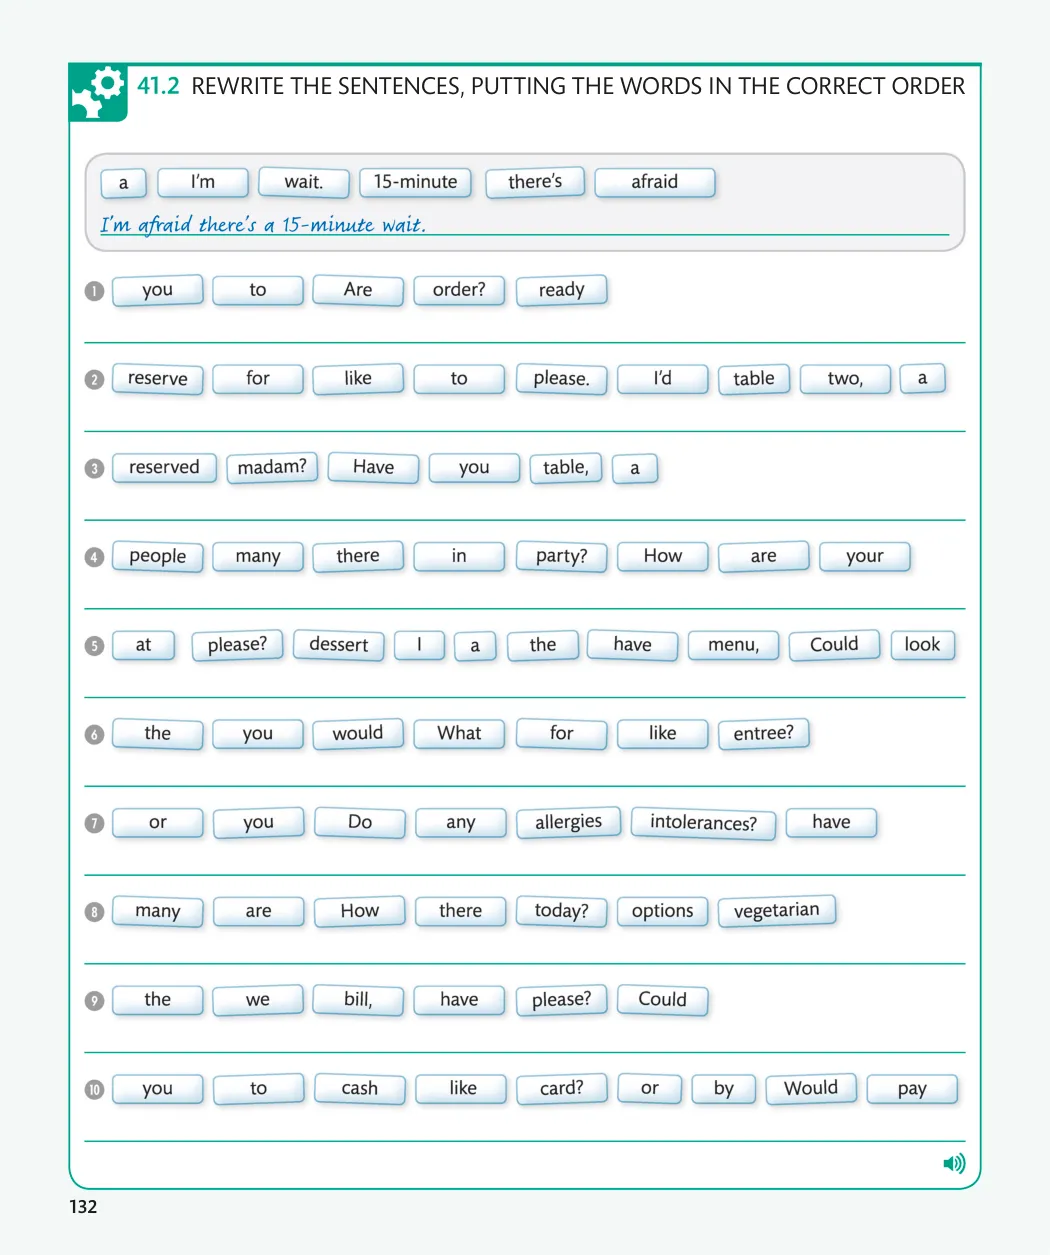 41.2 REWRITE THE SENTENCES, PUTTING THE WORDS IN THE CORRECT ORDER
a I'm wait. 15-minute there's afraid
I'm afraid there's a 15-minute wait.
1 you to Are order? ready
2 reserve for like to please. I'd table two, a
3 reserved madam? Have you table, a
4 people many there in party? How are your
5 at please? dessert I a the have menu, Could look
6 the you would What for like entree?
7 or you Do any allergies intolerances? have
8 many are How there today? options vegetarian
9 the we bill, have please? Could
10 you to cash like card? or by Would pay
132